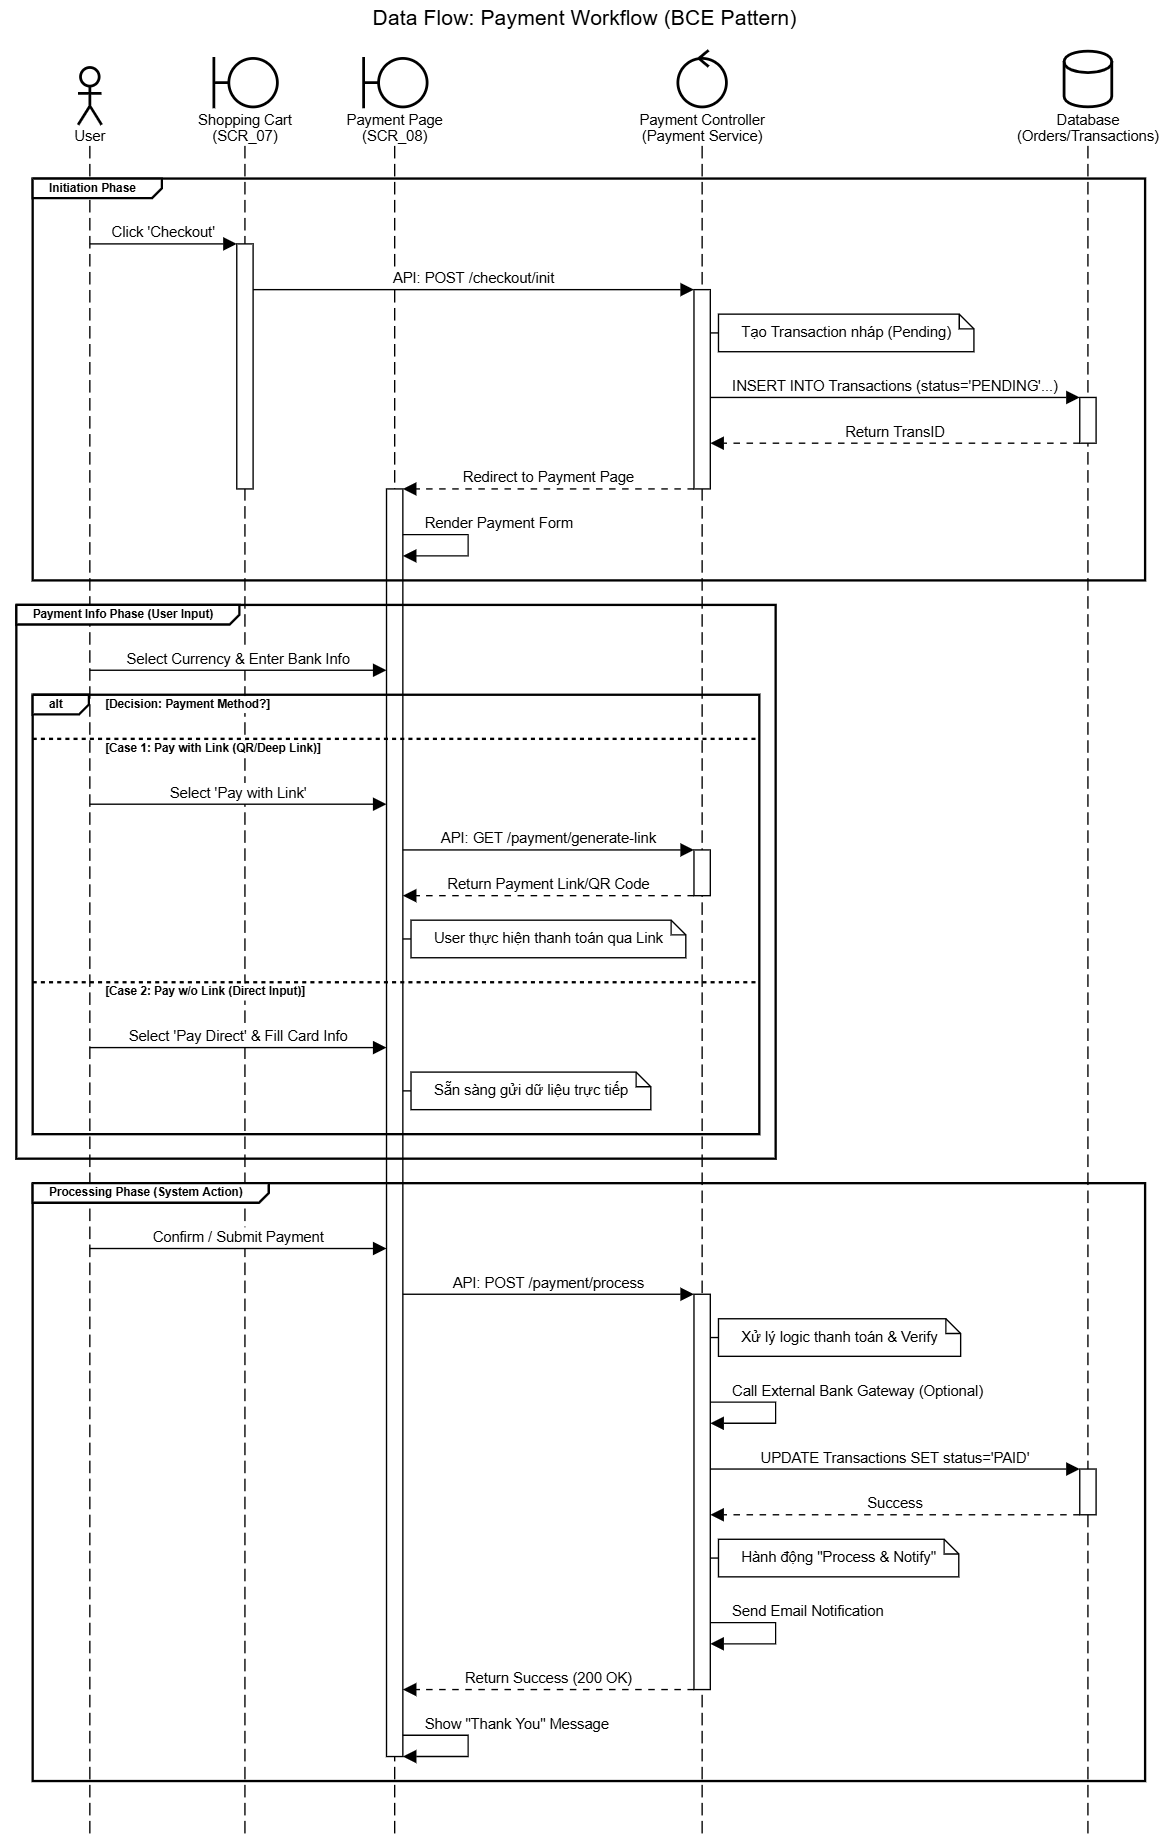 Data Flow: Payment Workflow (BCE Pattern)
User
Shopping Cart
(SCR_07)
Payment Page
(SCR_08)
Payment Controller
(Payment Service)
Database
(Orders/Transactions)
Initiation Phase
Click 'Checkout'
API: POST /checkout/init
Tạo Transaction nháp (Pending)
INSERT INTO Transactions (status='PENDING'...)
Return TransID
Redirect to Payment Page
Render Payment Form
Payment Info Phase (User Input)
Select Currency & Enter Bank Info
alt
[Decision: Payment Method?]
[Case 1: Pay with Link (QR/Deep Link)]
Select 'Pay with Link'
API: GET /payment/generate-link
Return Payment Link/QR Code
User thực hiện thanh toán qua Link
[Case 2: Pay w/o Link (Direct Input)]
Select 'Pay Direct' & Fill Card Info
Sẵn sàng gửi dữ liệu trực tiếp
Processing Phase (System Action)
Confirm / Submit Payment
API: POST /payment/process
Xử lý logic thanh toán & Verify
Call External Bank Gateway (Optional)
UPDATE Transactions SET status='PAID'
Success
Hành động "Process & Notify"
Send Email Notification
Return Success (200 OK)
Show "Thank You" Message